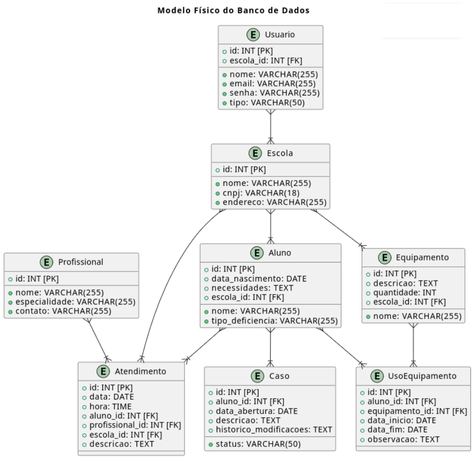 Modelo Físico do Banco de Dados
E Usuario
id: INT [PK]
escola_id: INT [FK]
nome: VARCHAR(255)
email: VARCHAR(255)
senha: VARCHAR(255)
tipo: VARCHAR(50)
E Escola
id: INT [PK]
nome: VARCHAR(255)
cnpj: VARCHAR(18)
endereco: VARCHAR(255)
E Profissional
id: INT [PK]
nome: VARCHAR(255)
especialidade: VARCHAR(255)
contato: VARCHAR(255)
E Aluno
id: INT [PK]
data_nascimento: DATE
necessidades: TEXT
escola_id: INT [FK]
nome: VARCHAR(255)
tipo_deficiencia: VARCHAR(255)
E Equipamento
id: INT [PK]
descricao: TEXT
quantidade: INT
escola_id: INT [FK]
nome: VARCHAR(255)
E Atendimento
id: INT [PK]
data: DATE
hora: TIME
aluno_id: INT [FK]
profissional_id: INT [FK]
escola_id: INT [FK]
descricao: TEXT
E Caso
id: INT [PK]
aluno_id: INT [FK]
data_abertura: DATE
descricao: TEXT
historico_modificacoes: TEXT
status: VARCHAR(50)
E UsoEquipamento
id: INT [PK]
aluno_id: INT [FK]
equipamento_id: INT [FK]
data_inicio: DATE
data_fim: DATE
observacao: TEXT